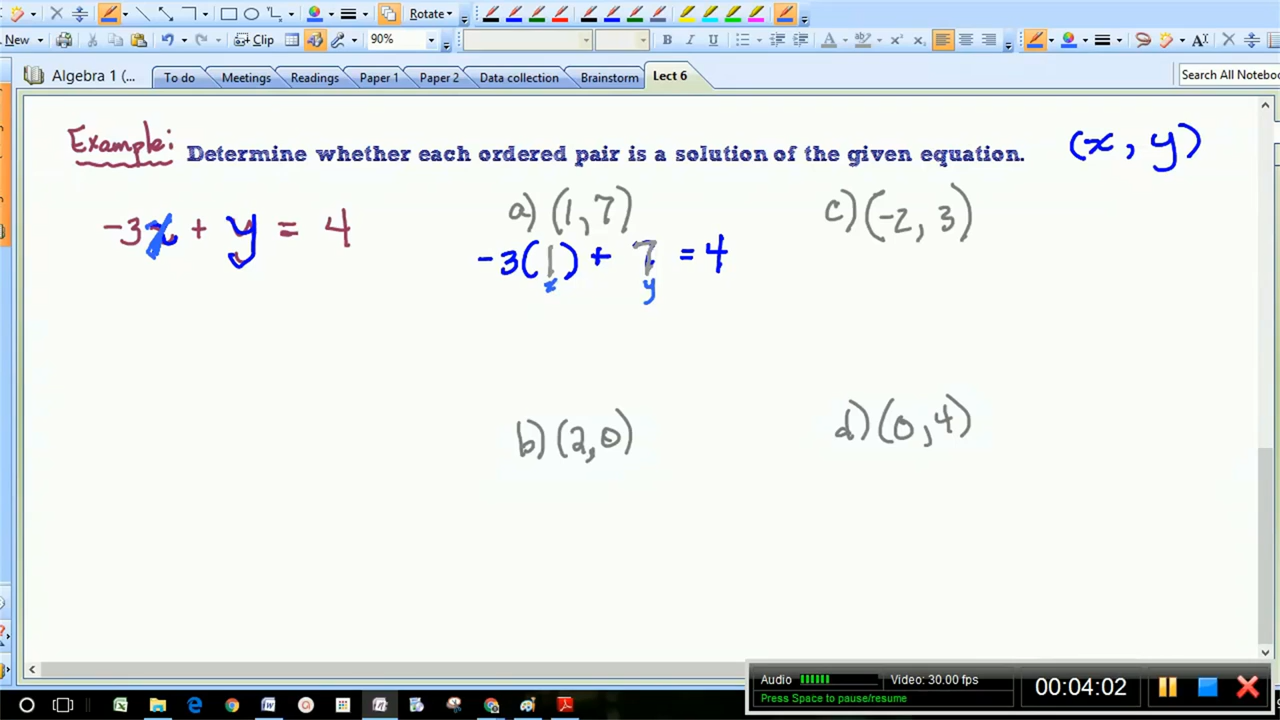 Rotate
New
Clip
90%
B I U
Algebra 1 (...
To do
Meetings
Readings
Paper 1
Paper 2
Data collection
Brainstorm
Lect 6
Search All Notebo
Example:
Determine whether each ordered pair is a solution of the given equation.
(x, y)
-3x + y = 4
a) (1, 7)
-3(1) + 7 = 4
x y
c) (-2, 3)
b) (2, 0)
d) (0, 4)
Audio
Video: 30.00 fps
Press Space to pause/resume
00:04:02